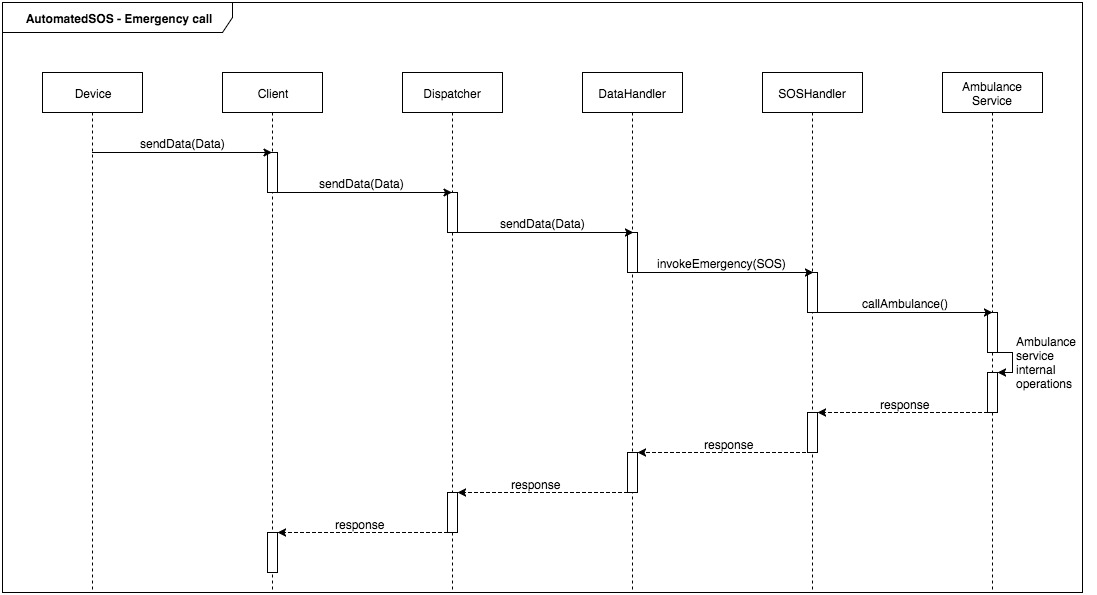 AutomatedSOS - Emergency call
Device
Client
Dispatcher
DataHandler
SOSHandler
Ambulance
Service
sendData(Data)
sendData(Data)
sendData(Data)
invokeEmergency(SOS)
callAmbulance()
Ambulance
service
internal
operations
response
response
response
response